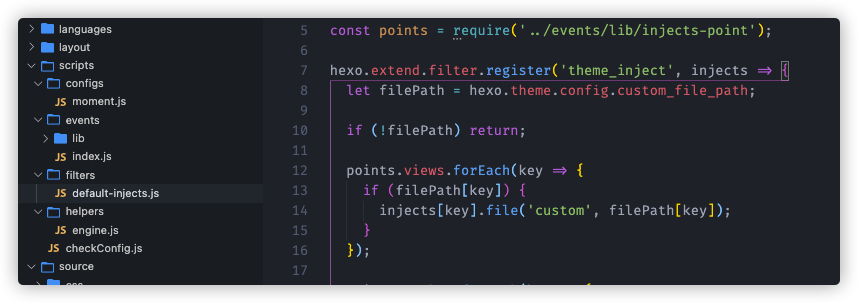 languages
layout
scripts
configs
JS moment.js
events
lib
JS index.js
filters
JS default-injects.js
helpers
JS engine.js
JS checkConfig.js
source
5 const points = require('../events/lib/injects-point');
6
7 hexo.extend.filter.register('theme_inject', injects => {
8 let filePath = hexo.theme.config.custom_file_path;
9
10 if (!filePath) return;
11
12 points.views.forEach(key => {
13 if (filePath[key]) {
14 injects[key].file('custom', filePath[key]);
15 }
16 });
17